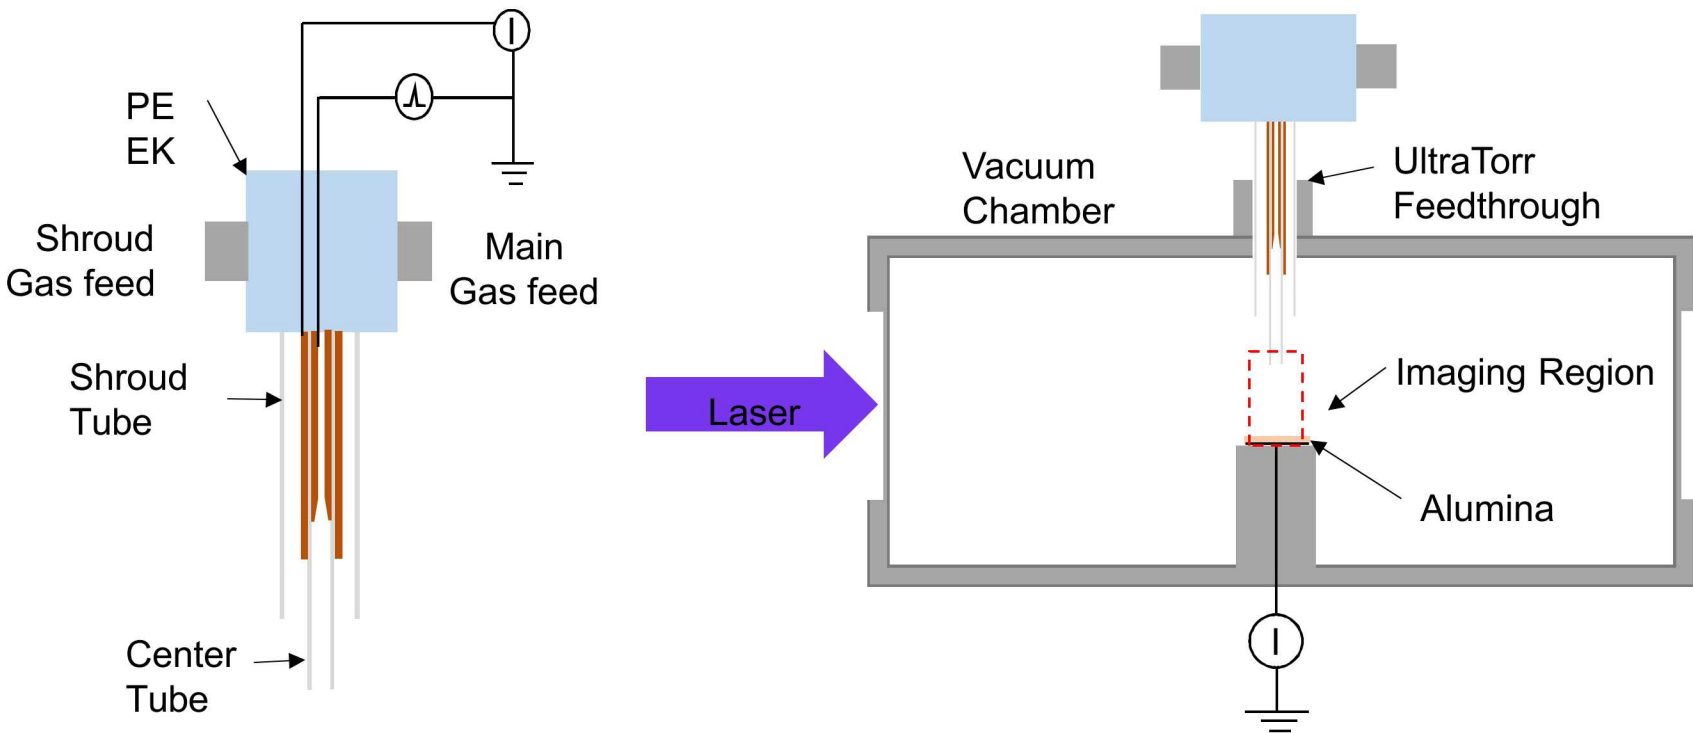 PE
EK
Shroud
Gas feed
Main
Gas feed
Shroud
Tube
Center
Tube
I
Laser
Vacuum
Chamber
UltraTorr
Feedthrough
Imaging Region
Alumina
I